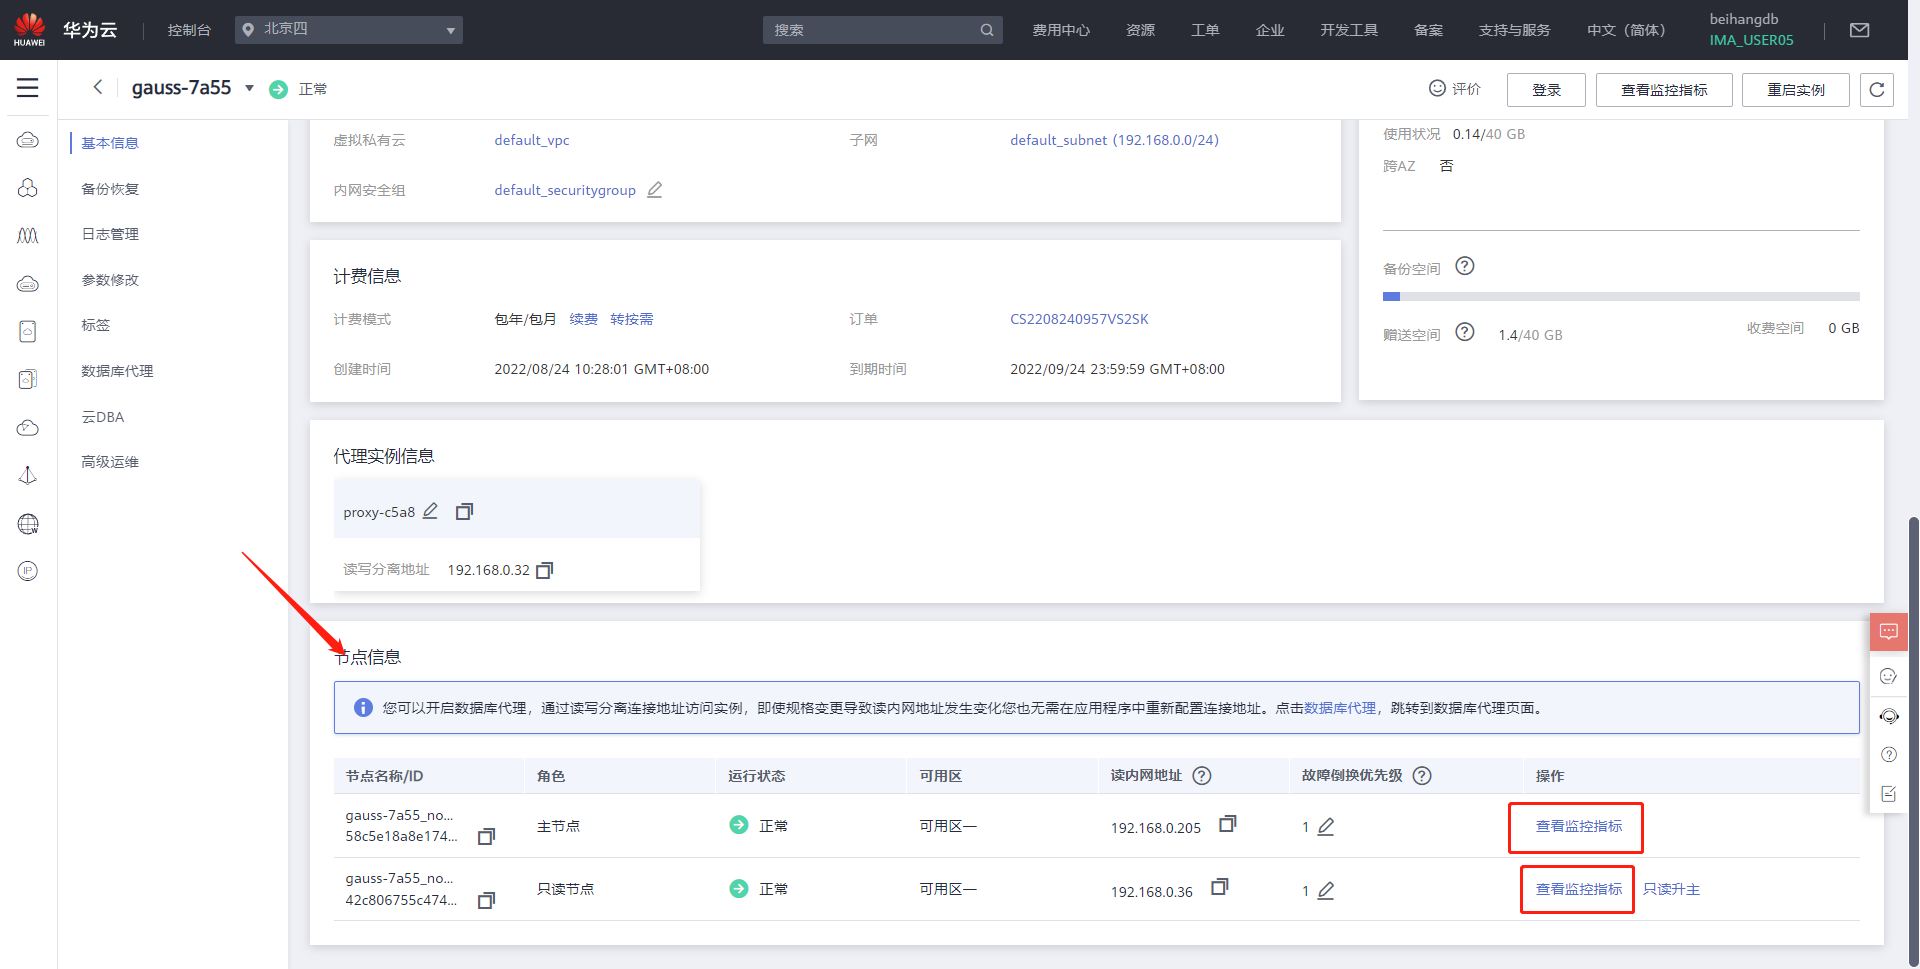 HUAWEI
华为云
控制台
北京四
搜索
费用中心
资源
工单
企业
开发工具
备案
支持与服务
中文（简体）
beihangdb
IMA_USER05
gauss-7a55
正常
评价
登录
查看监控指标
重启实例
基本信息
备份恢复
日志管理
参数修改
标签
数据库代理
云DBA
高级运维
虚拟私有云 default_vpc 子网 default_subnet (192.168.0.0/24)
内网安全组 default_securitygroup
使用状况 0.14/40 GB
跨AZ 否
备份空间
赠送空间 1.4/40 GB 收费空间 0 GB
计费信息
计费模式 包年/包月 续费 转按需 订单 CS2208240957VS2SK
创建时间 2022/08/24 10:28:01 GMT+08:00 到期时间 2022/09/24 23:59:59 GMT+08:00
代理实例信息
proxy-c5a8
读写分离地址 192.168.0.32
节点信息
您可以开启数据库代理，通过读写分离连接地址访问实例，即使规格变更导致读内网地址发生变化您也无需在应用程序中重新配置连接地址。点击数据库代理，跳转到数据库代理页面。
节点名称/ID 角色 运行状态 可用区 读内网地址 故障倒换优先级 操作
gauss-7a55_no...
58c5e18a8e174... 主节点 正常 可用区一 192.168.0.205 1 查看监控指标
gauss-7a55_no...
42c806755c474... 只读节点 正常 可用区一 192.168.0.36 1 查看监控指标 只读升主
IP